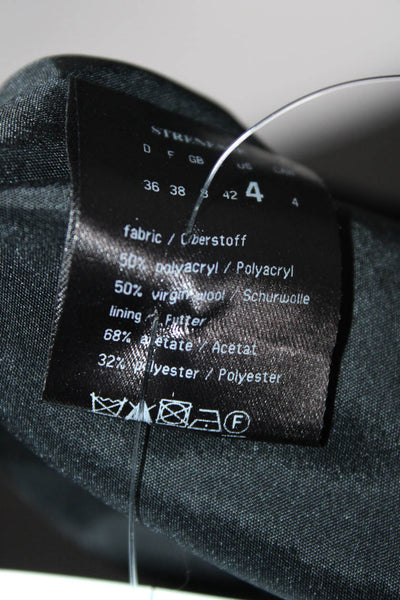 STRENES
D F GB US CAN
36 38 8 42 4 4
fabric / Oberstoff
50% polyacryl / Polyacryl
50% virgin wool / Schurwolle
lining / Futter
68% acetate / Acetat
32% polyester / Polyester
F